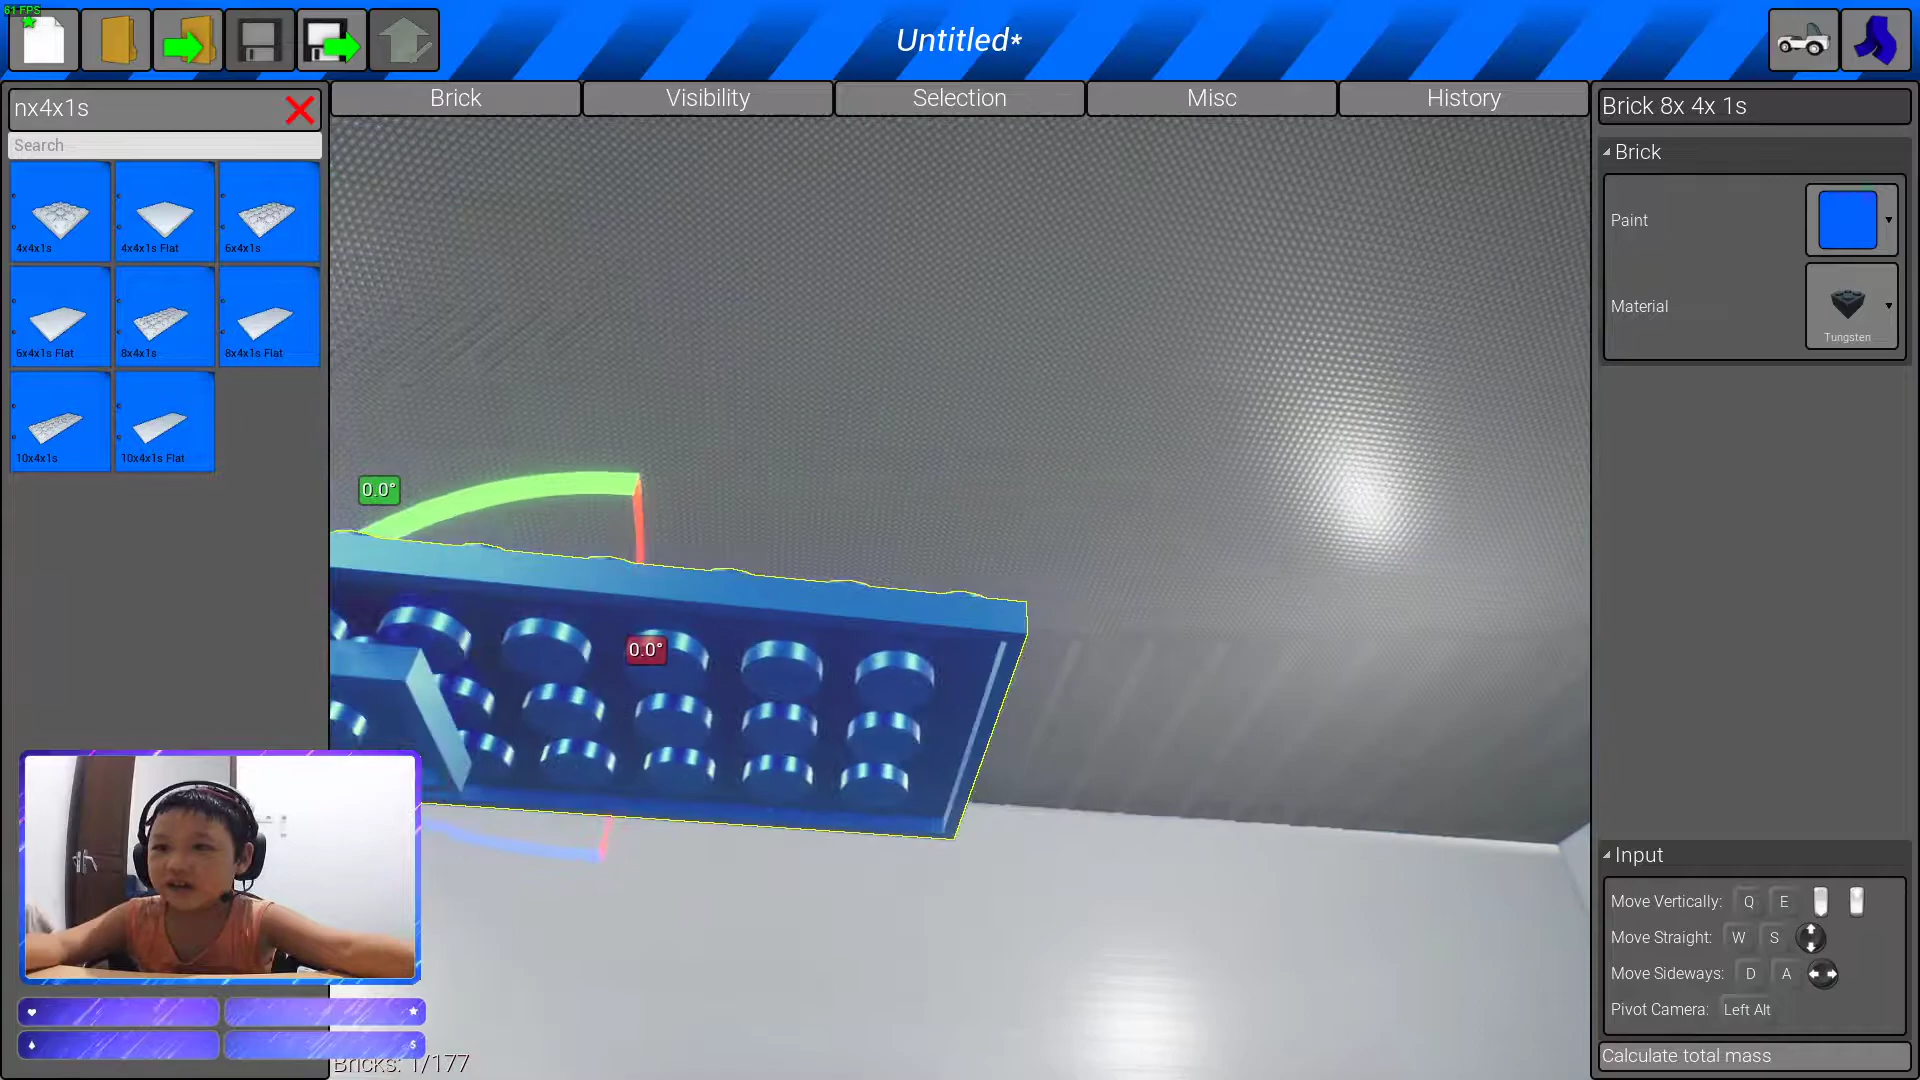 61 FPS
Untitled*
nx4x1s
Search
4x4x1s
4x4x1s Flat
6x4x1s
6x4x1s Flat
8x4x1s
8x4x1s Flat
10x4x1s
10x4x1s Flat
Brick
Visibility
Selection
Misc
History
0.0°
0.0°
Bricks: 1/177
Brick 8x 4x 1s
Brick
Paint
Material
Tungsten
Input
Move Vertically: Q E
Move Straight: W S
Move Sideways: D A
Pivot Camera: Left Alt
Calculate total mass